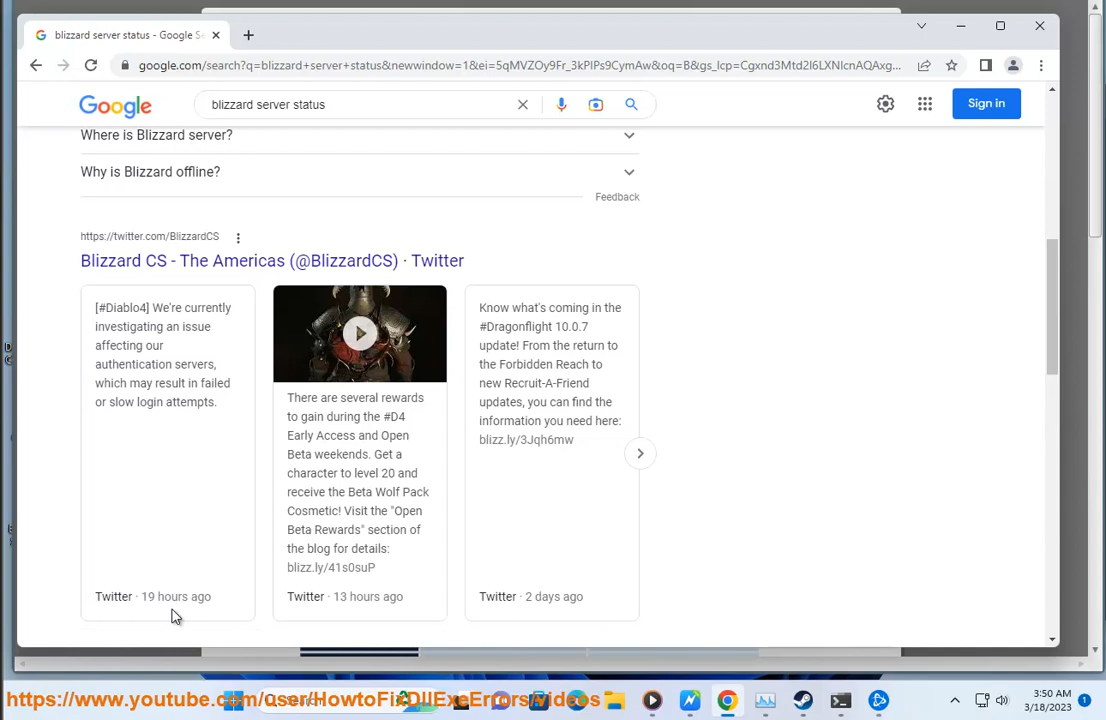 blizzard server status - Google Se
google.com/search?q=blizzard+server+status&newwindow=1&ei=5qMVZOy9Fr_3kPIPs9CymAw&oq=B&gs_lcp=Cgxnd3Mtd2l6LXNlcnAQAxg...
Google
blizzard server status
Sign in
Where is Blizzard server?
Why is Blizzard offline?
Feedback
https://twitter.com/BlizzardCS
Blizzard CS - The Americas (@BlizzardCS) · Twitter
[#Diablo4] We're currently
investigating an issue
affecting our
authentication servers,
which may result in failed
or slow login attempts.
Twitter · 19 hours ago
There are several rewards
to gain during the #D4
Early Access and Open
Beta weekends. Get a
character to level 20 and
receive the Beta Wolf Pack
Cosmetic! Visit the "Open
Beta Rewards" section of
the blog for details:
blizz.ly/41s0suP
Twitter · 13 hours ago
Know what's coming in the
#Dragonflight 10.0.7
update! From the return to
the Forbidden Reach to
new Recruit-A-Friend
updates, you can find the
information you need here:
blizz.ly/3Jqh6mw
Twitter · 2 days ago
https://www.youtube.com/user/HowtoFixDllExeErrors/videos
Search
3:50 AM
3/18/2023
1